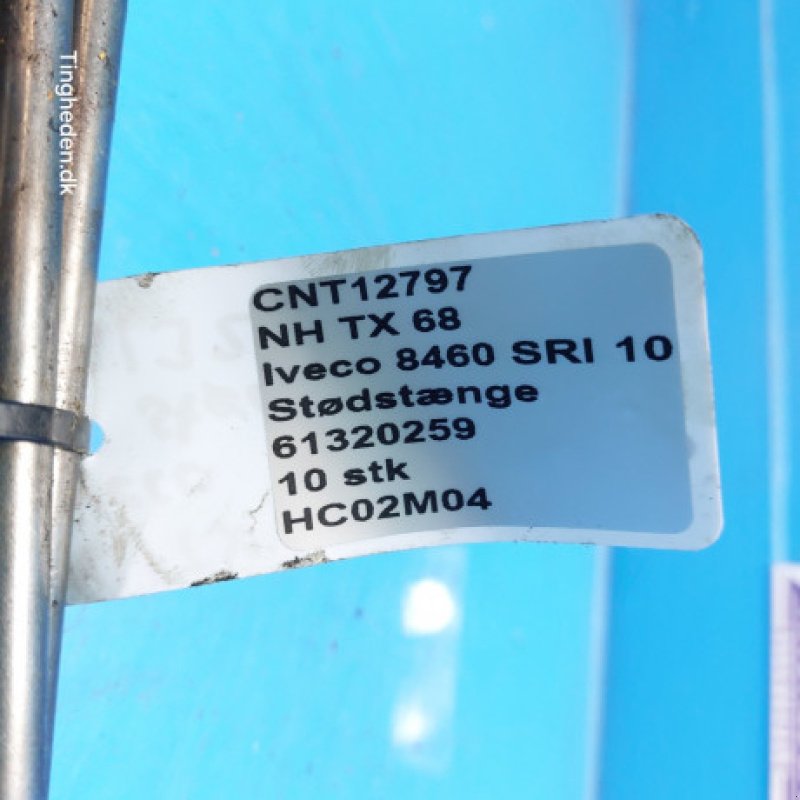 Tingheden.dk
CNT12797
NH TX 68
Iveco 8460 SRI 10
Stødstænge
61320259
10 stk
HC02M04